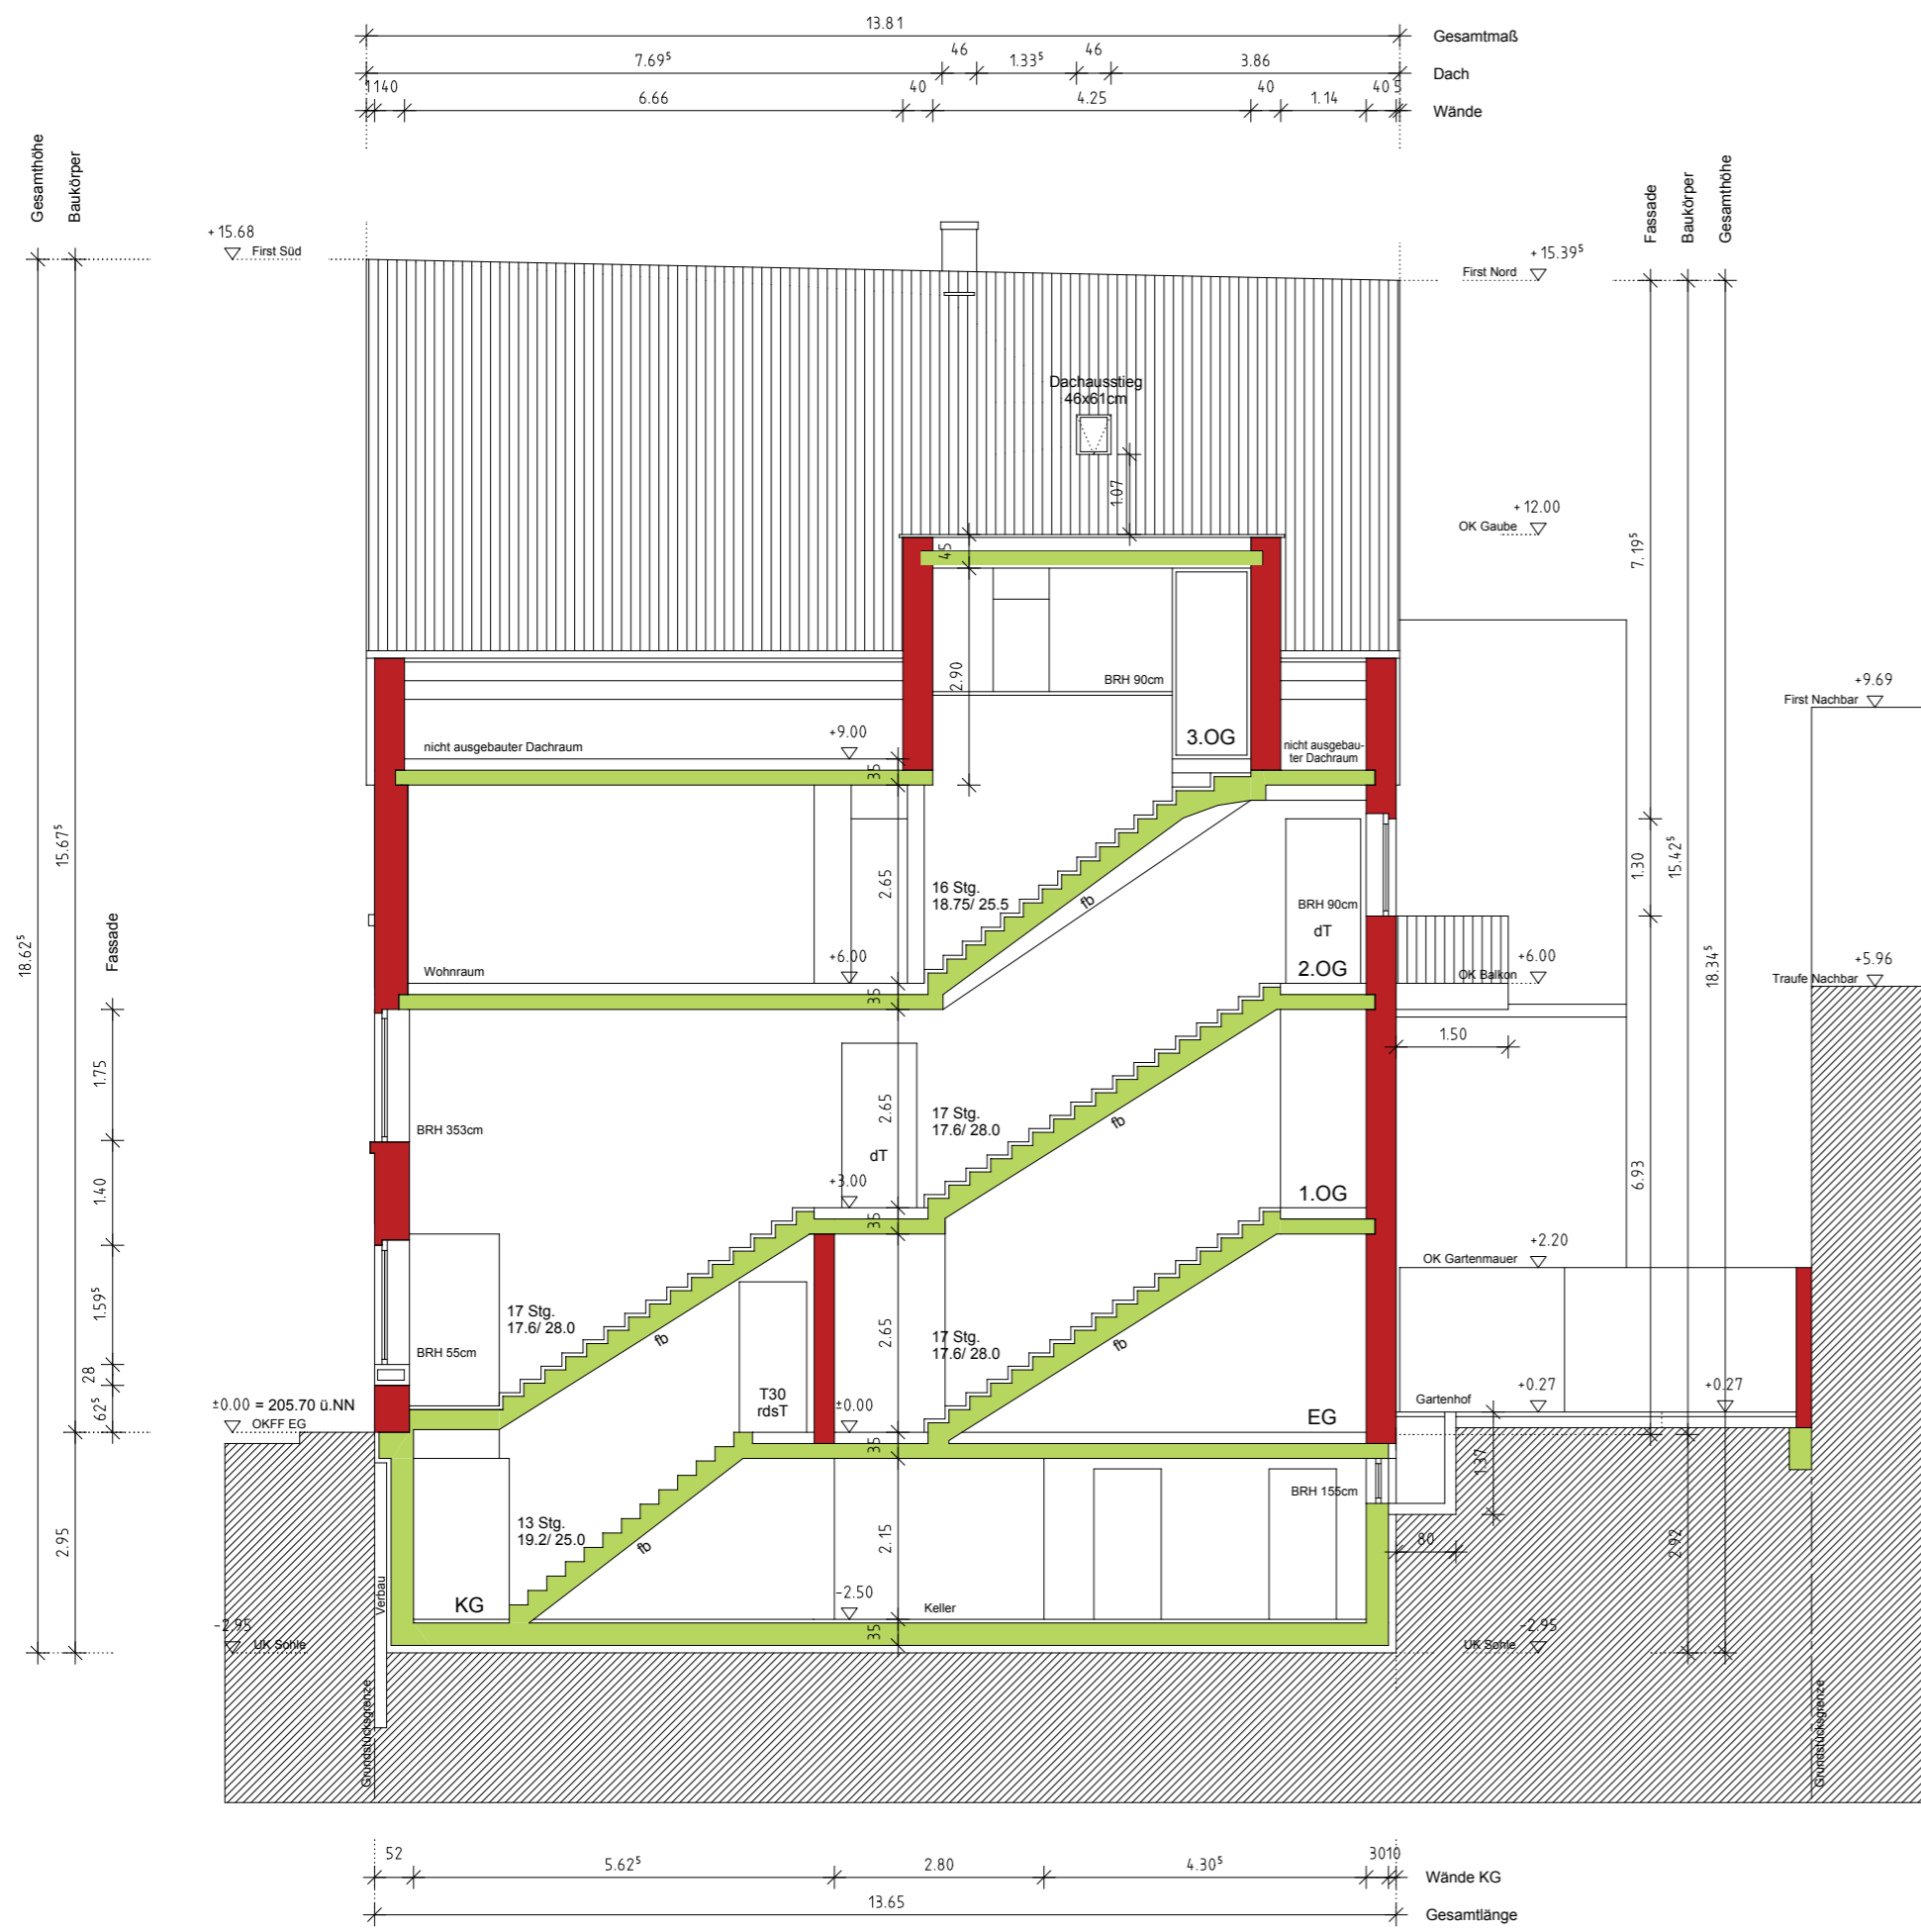 13.81
Gesamtmaß
7.69⁵
46
1.33⁵
46
3.86
Dach
11 40
6.66
40
4.25
40
1.14
40 5
Wände
Gesamthöhe
Baukörper
Fassade
Baukörper
Gesamthöhe
+15.68
First Süd
First Nord
+15.39⁵
Dachausstieg
46x61cm
1.07
+12.00
OK Gaube
45
7.19⁵
2.90
BRH 90cm
+9.69
First Nachbar
3.OG
nicht ausgebauter Dachraum
+9.00
nicht ausgebau-
ter Dachraum
35
15.67⁵
18.62⁵
Fassade
2.65
16 Stg.
18.75/ 25.5
fb
BRH 90cm
dT
2.OG
1.30
15.42⁵
18.34⁵
Wohnraum
+6.00
OK Balkon
+6.00
Traufe Nachbar
+5.96
35
1.50
1.75
BRH 353cm
2.65
17 Stg.
17.6/ 28.0
fb
dT
1.40
+3.00
1.OG
6.93
35
OK Gartenmauer
+2.20
1.59⁵
17 Stg.
17.6/ 28.0
fb
BRH 55cm
2.65
17 Stg.
17.6/ 28.0
fb
28
T30
rdsT
62⁵
±0.00 = 205.70 ü.NN
OKFF EG
±0.00
EG
Gartenhof
+0.27
+0.27
35
1.37
BRH 155cm
13 Stg.
19.2/ 25.0
fb
2.15
80
2.95
2.92
Verbau
KG
-2.50
Keller
-2.95
UK Sohle
35
UK Sohle
-2.95
Grundstücksgrenze
Grundstücksgrenze
52
5.62⁵
2.80
4.30⁵
30 10
Wände KG
13.65
Gesamtlänge